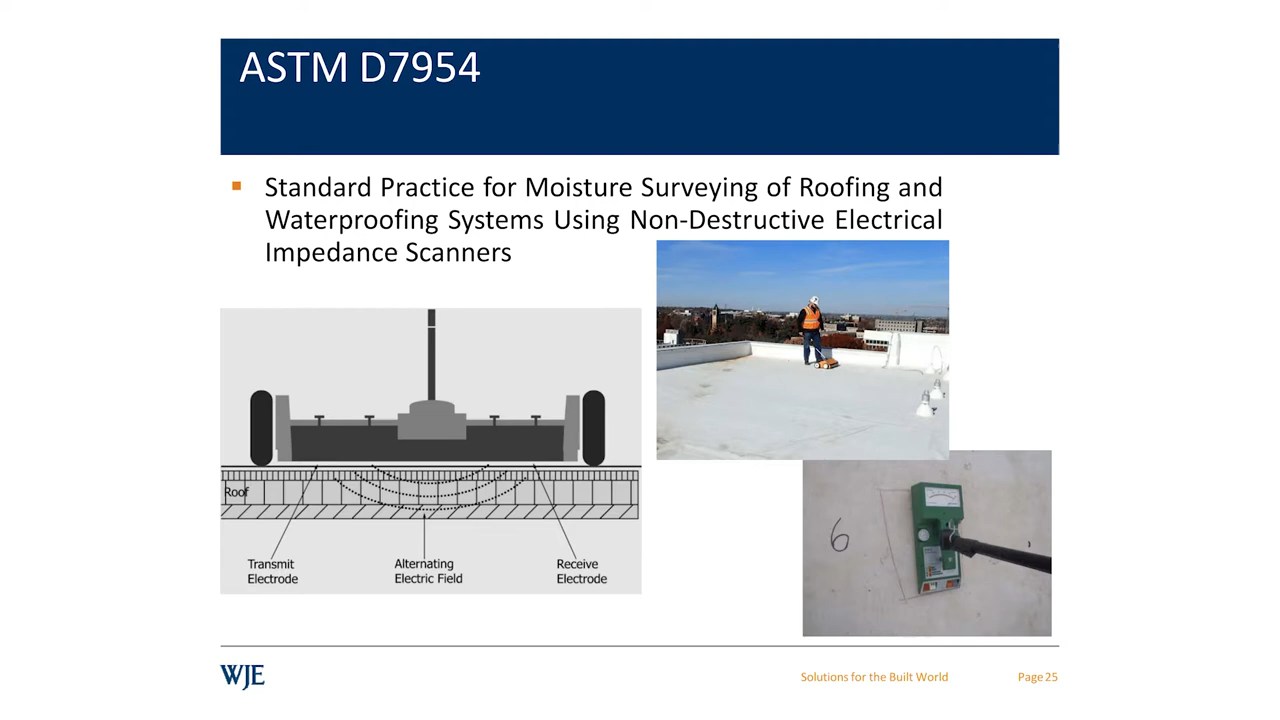 ASTM D7954
Standard Practice for Moisture Surveying of Roofing and
Waterproofing Systems Using Non-Destructive Electrical
Impedance Scanners
Roof
Transmit
Electrode
Alternating
Electric Field
Receive
Electrode
6
WJE
Solutions for the Built World
Page 25